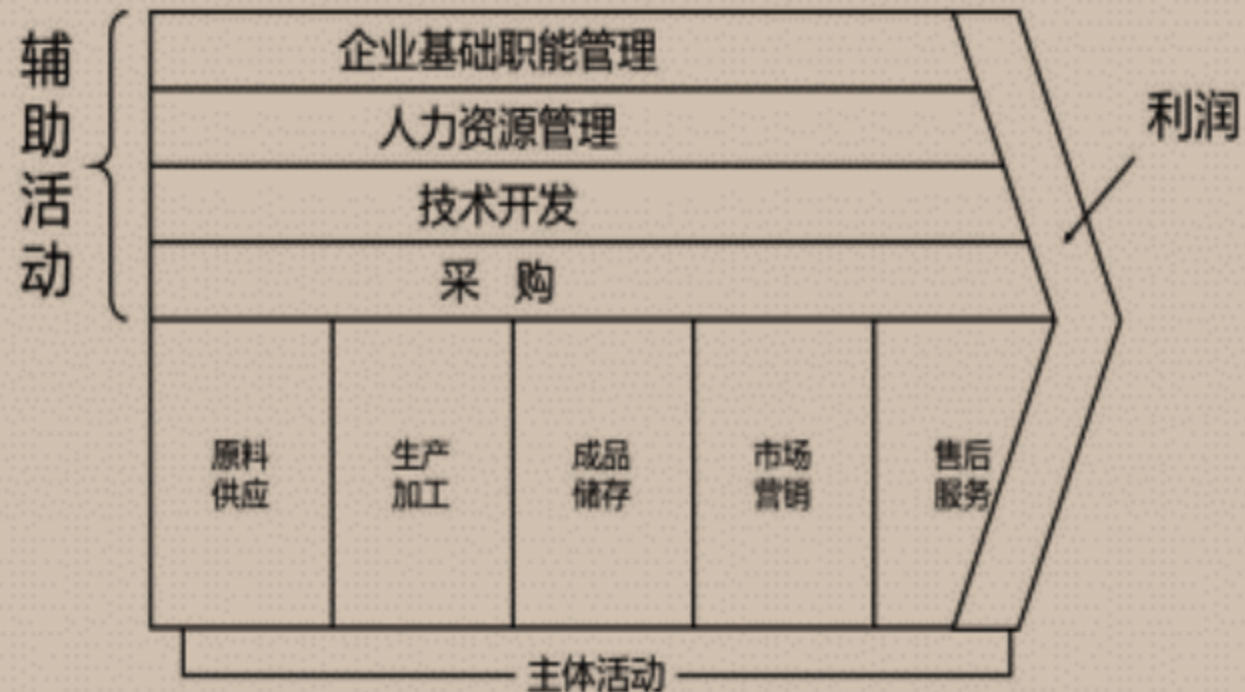 辅助活动
企业基础职能管理
人力资源管理
技术开发
采 购
利润
原料
供应
生产
加工
成品
储存
市场
营销
售后
服务
主体活动